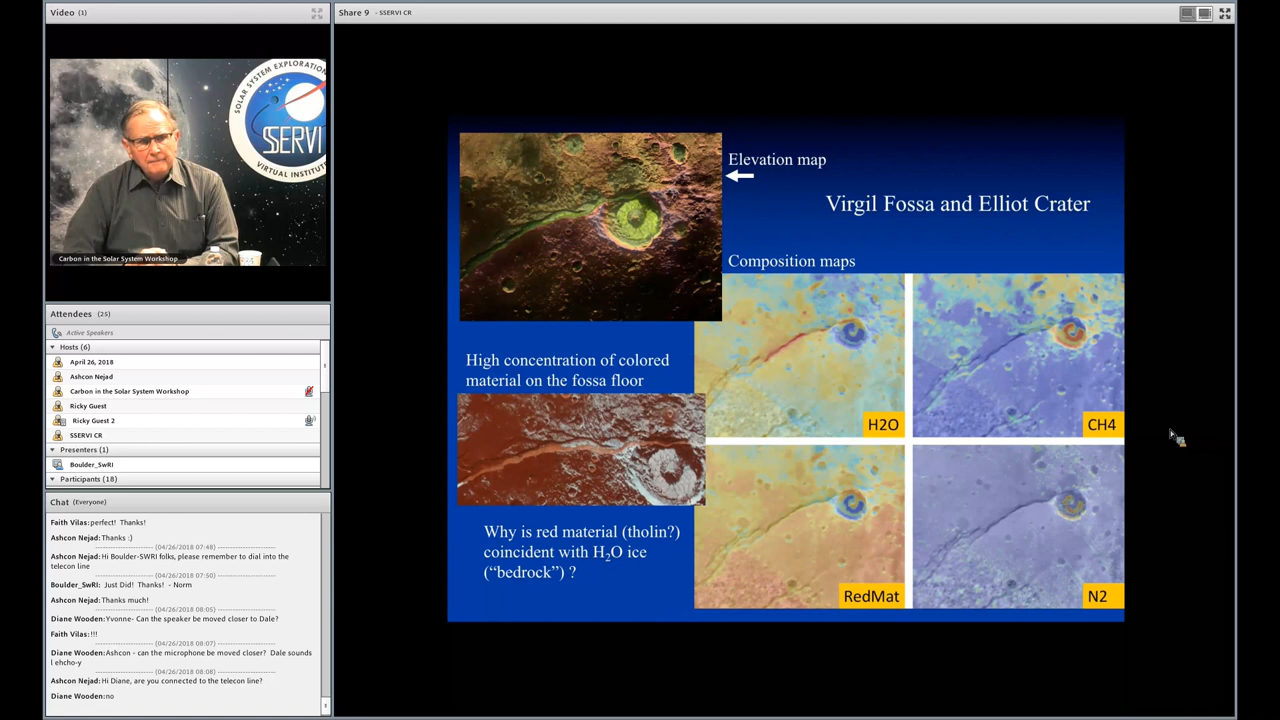 Video (1)
SOLAR SYSTEM EXPLORATION
SSERVI
VIRTUAL INSTITUTE
Carbon in the Solar System Workshop
Attendees (25)
Active Speakers
Hosts (6)
April 26, 2018
Ashcon Nejad
Carbon in the Solar System Workshop
Ricky Guest
Ricky Guest 2
SSERVI CR
Presenters (1)
Boulder_SwRI
Participants (18)
Chat (Everyone)
Faith Vilas: perfect! Thanks!
Ashcon Nejad: Thanks :)
(04/26/2018 07:48)
Ashcon Nejad: Hi Boulder-SWRI folks, please remember to dial into the
telecon line
(04/26/2018 07:50)
Boulder_SwRI: Just Did! Thanks! - Norm
Ashcon Nejad: Thanks much!
(04/26/2018 08:05)
Diane Wooden: Yvonne- Can the speaker be moved closer to Dale?
Faith Vilas: !!!
(04/26/2018 08:07)
Diane Wooden: Ashcon - can the microphone be moved closer? Dale sounds
l ehcho-y
(04/26/2018 08:08)
Ashcon Nejad: Hi Diane, are you connected to the telecon line?
Diane Wooden: no
Share 9 - SSERVI CR
Elevation map
Virgil Fossa and Elliot Crater
Composition maps
High concentration of colored
material on the fossa floor
H2O
CH4
Why is red material (tholin?)
coincident with H₂O ice
(“bedrock”) ?
RedMat
N2